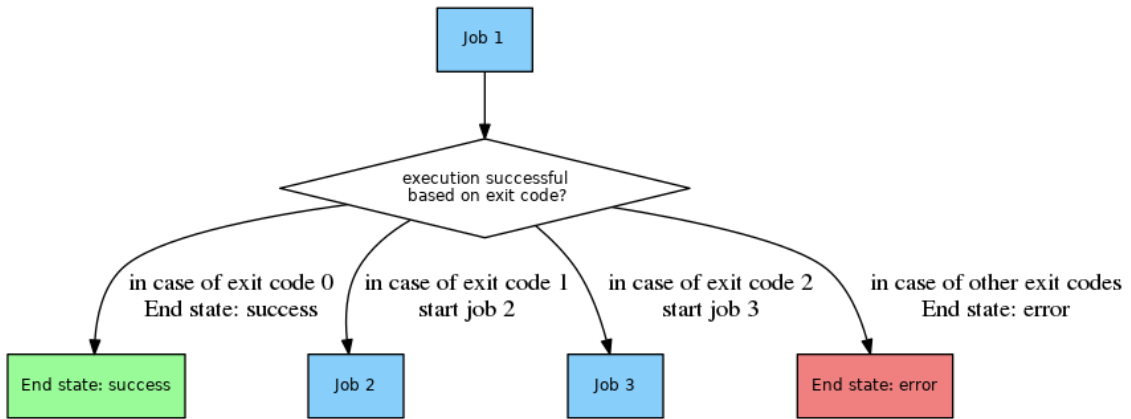 Job 1
execution successful
based on exit code?
in case of exit code 0
End state: success
in case of exit code 1
start job 2
in case of exit code 2
start job 3
in case of other exit codes
End state: error
End state: success
Job 2
Job 3
End state: error